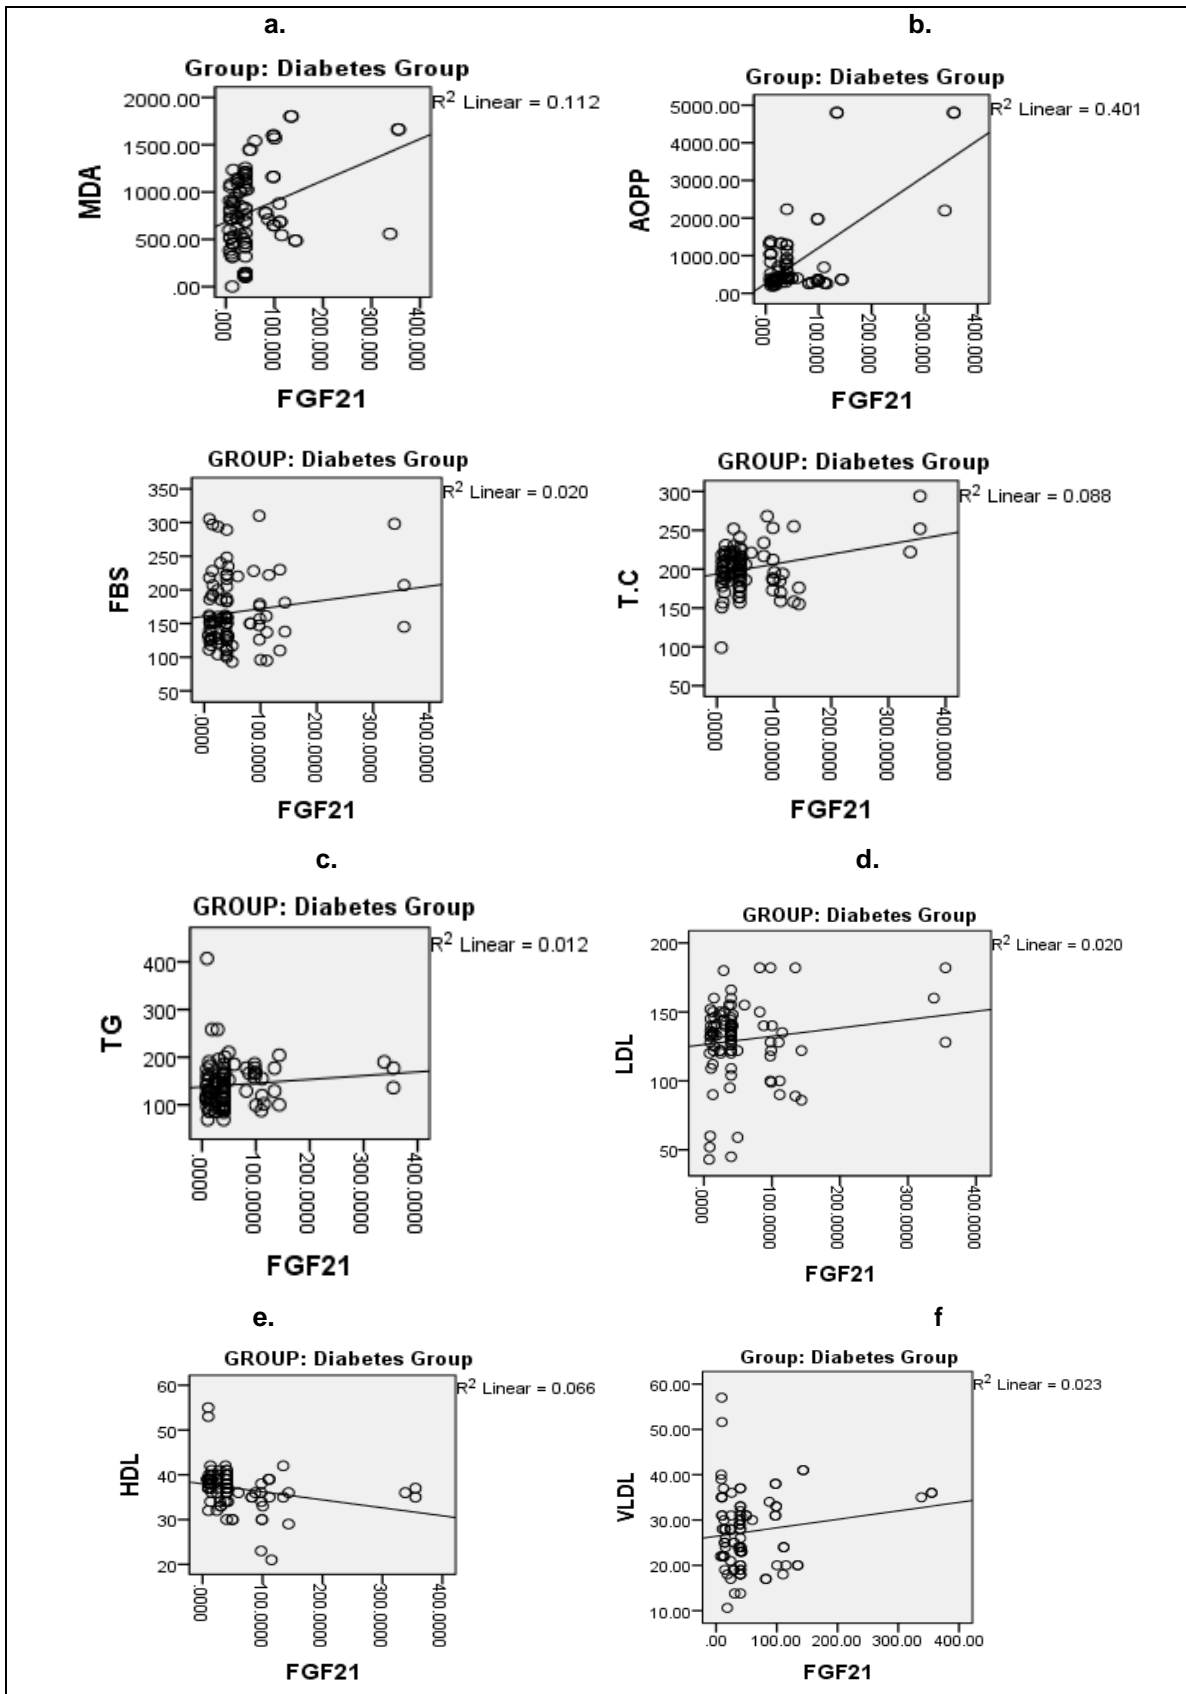 a.
Group: Diabetes Group
R² Linear = 0.112
2000.00
1500.00
1000.00
500.00
.00
MDA
.000
100.000
200.000
300.000
400.000
FGF21
b.
Group: Diabetes Group
R² Linear = 0.401
5000.00
4000.00
3000.00
2000.00
1000.00
.00
AOPP
.000
100.000
200.000
300.000
400.000
FGF21
GROUP: Diabetes Group
R² Linear = 0.020
350
300
250
200
150
100
50
FBS
.0000
100.0000
200.0000
300.0000
400.0000
FGF21
GROUP: Diabetes Group
R² Linear = 0.088
300
250
200
150
100
50
T.C
.0000
100.0000
200.0000
300.0000
400.0000
FGF21
c.
GROUP: Diabetes Group
R² Linear = 0.012
400
300
200
100
TG
.0000
100.0000
200.0000
300.0000
400.0000
FGF21
d.
GROUP: Diabetes Group
R² Linear = 0.020
200
150
100
50
LDL
.0000
100.0000
200.0000
300.0000
400.0000
FGF21
e.
GROUP: Diabetes Group
R² Linear = 0.066
60
50
40
30
20
HDL
.0000
100.0000
200.0000
300.0000
400.0000
FGF21
f
Group: Diabetes Group
R² Linear = 0.023
60.00
50.00
40.00
30.00
20.00
10.00
VLDL
.00
100.00
200.00
300.00
400.00
FGF21